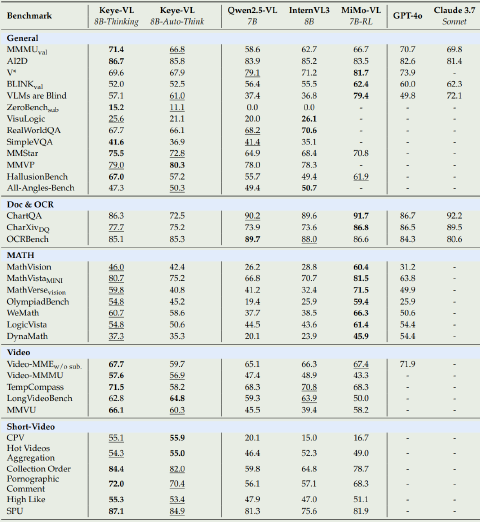 Benchmark Keye-VL Keye-VL Qwen2.5-VL InternVL3 MiMo-VL GPT-4o Claude 3.7
8B-Thinking 8B-Auto-Think 7B 8B 7B-RL Sonnet
General
MMMUval 71.4 66.8 58.6 62.7 66.7 70.7 69.8
AI2D 86.7 85.8 83.9 85.2 83.5 82.6 81.4
V* 69.6 67.9 79.1 71.2 81.7 73.9 -
BLINKval 52.0 52.5 56.4 55.5 62.4 60.0 62.3
VLMs are Blind 57.1 61.0 37.4 36.8 79.4 49.8 72.1
ZeroBenchsub 15.2 11.1 0.0 0.0 - - -
VisuLogic 25.6 21.1 20.0 26.1 - - -
RealWorldQA 67.7 66.1 68.2 70.6 - - -
SimpleVQA 41.6 36.9 41.4 35.1 - - -
MMStar 75.5 72.8 64.9 68.4 70.8 - -
MMVP 79.0 80.3 78.0 78.3 - - -
HallusionBench 67.0 57.2 55.7 49.4 61.9 - -
All-Angles-Bench 47.3 50.3 49.4 50.7 - - -
Doc & OCR
ChartQA 86.3 72.5 90.2 89.6 91.7 86.7 92.2
CharXivDQ 77.7 75.2 73.9 73.6 86.8 86.5 89.5
OCRBench 85.1 85.3 89.7 88.0 86.6 84.3 80.6
MATH
MathVision 46.0 42.4 26.2 28.8 60.4 31.2 -
MathVistaMINI 80.7 75.2 66.8 70.7 81.5 63.8 -
MathVersevision 59.8 40.8 41.2 32.4 71.5 49.9 -
OlympiadBench 54.8 45.2 19.4 25.9 59.4 25.9 -
WeMath 60.7 58.6 37.7 38.5 66.3 50.6 -
LogicVista 54.8 50.6 44.5 43.6 61.4 54.4 -
DynaMath 37.3 35.3 20.1 23.9 45.9 54.4 -
Video
Video-MMEw/o sub. 67.7 59.7 65.1 66.3 67.4 71.9 -
Video-MMMU 57.6 56.9 47.4 48.9 43.3 - -
TempCompass 71.5 58.2 68.3 70.8 68.3 - -
LongVideoBench 62.8 64.8 59.3 63.9 50.0 - -
MMVU 66.1 60.3 45.5 39.4 58.2 - -
Short-Video
CPV 55.1 55.9 20.1 15.0 16.7 - -
Hot Videos
Aggregation 54.3 55.0 46.4 52.3 49.0 - -
Collection Order 84.4 82.0 59.8 64.8 78.7 - -
Pornographic
Comment 72.0 70.4 56.1 57.1 68.3 - -
High Like 55.3 53.4 47.9 47.0 51.1 - -
SPU 87.1 84.9 81.3 75.6 81.9 - -